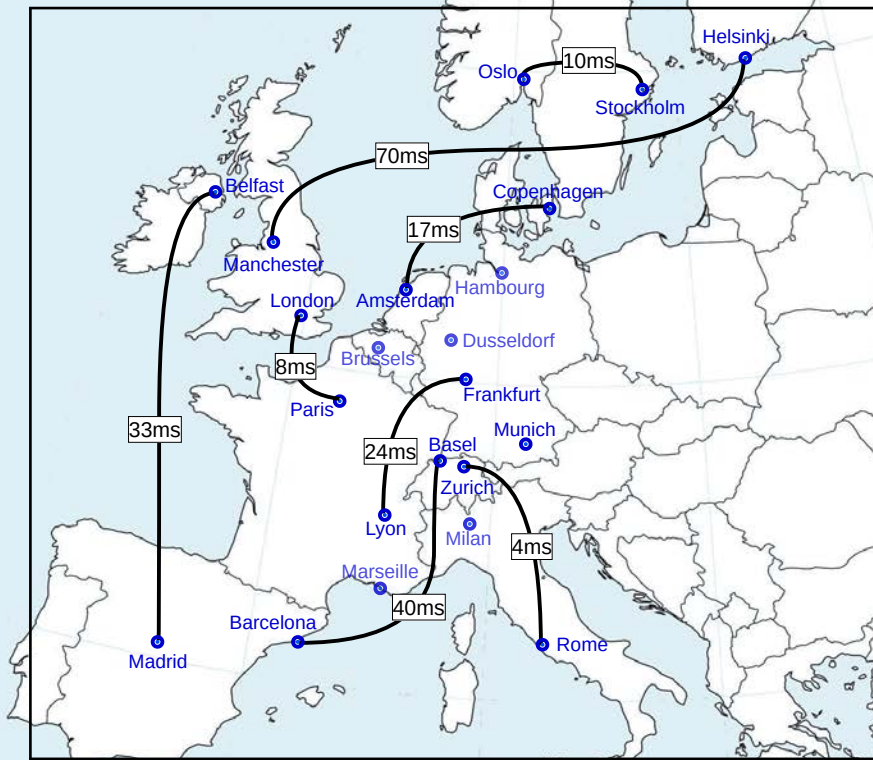 Helsinki
10ms
Oslo
Stockholm
70ms
Belfast
Copenhagen
17ms
Manchester
Hambourg
London
Amsterdam
Dusseldorf
Brussels
8ms
Frankfurt
Paris
33ms
Munich
Basel
24ms
Zurich
Lyon
Milan
4ms
Marseille
40ms
Barcelona
Rome
Madrid